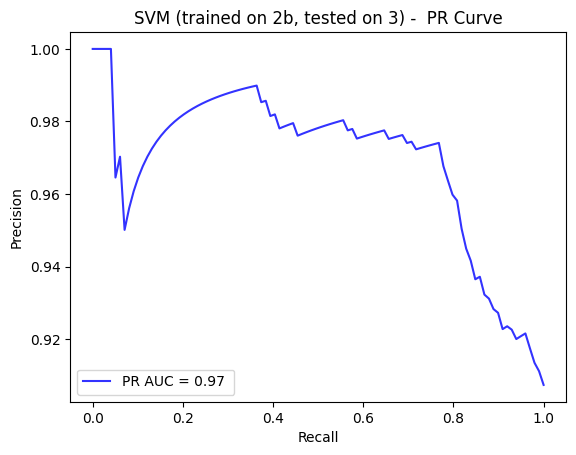 SVM (trained on 2b, tested on 3) -  PR Curve
1.00
0.98
0.96
0.94
0.92
Precision
PR AUC = 0.97
0.0 0.2 0.4 0.6 0.8 1.0
Recall